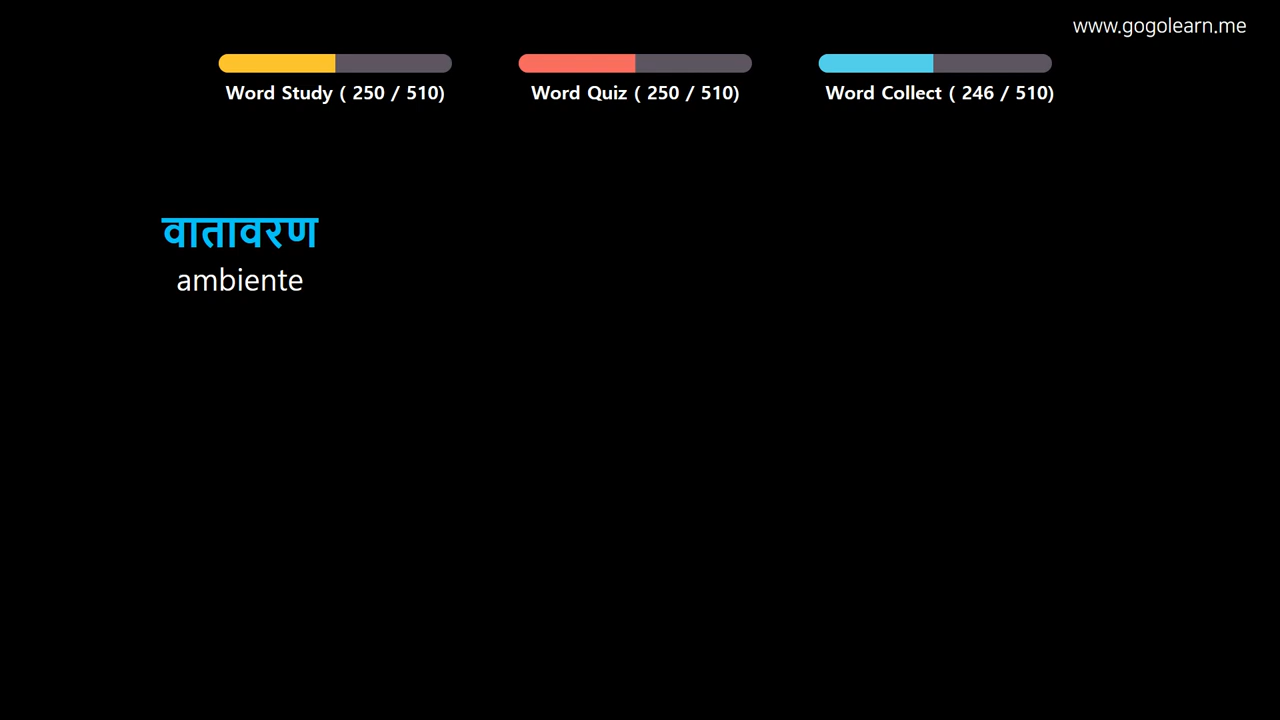 www.gogolearn.me
Word Study ( 250 / 510)
Word Quiz ( 250 / 510)
Word Collect ( 246 / 510)
वातावरण
ambiente